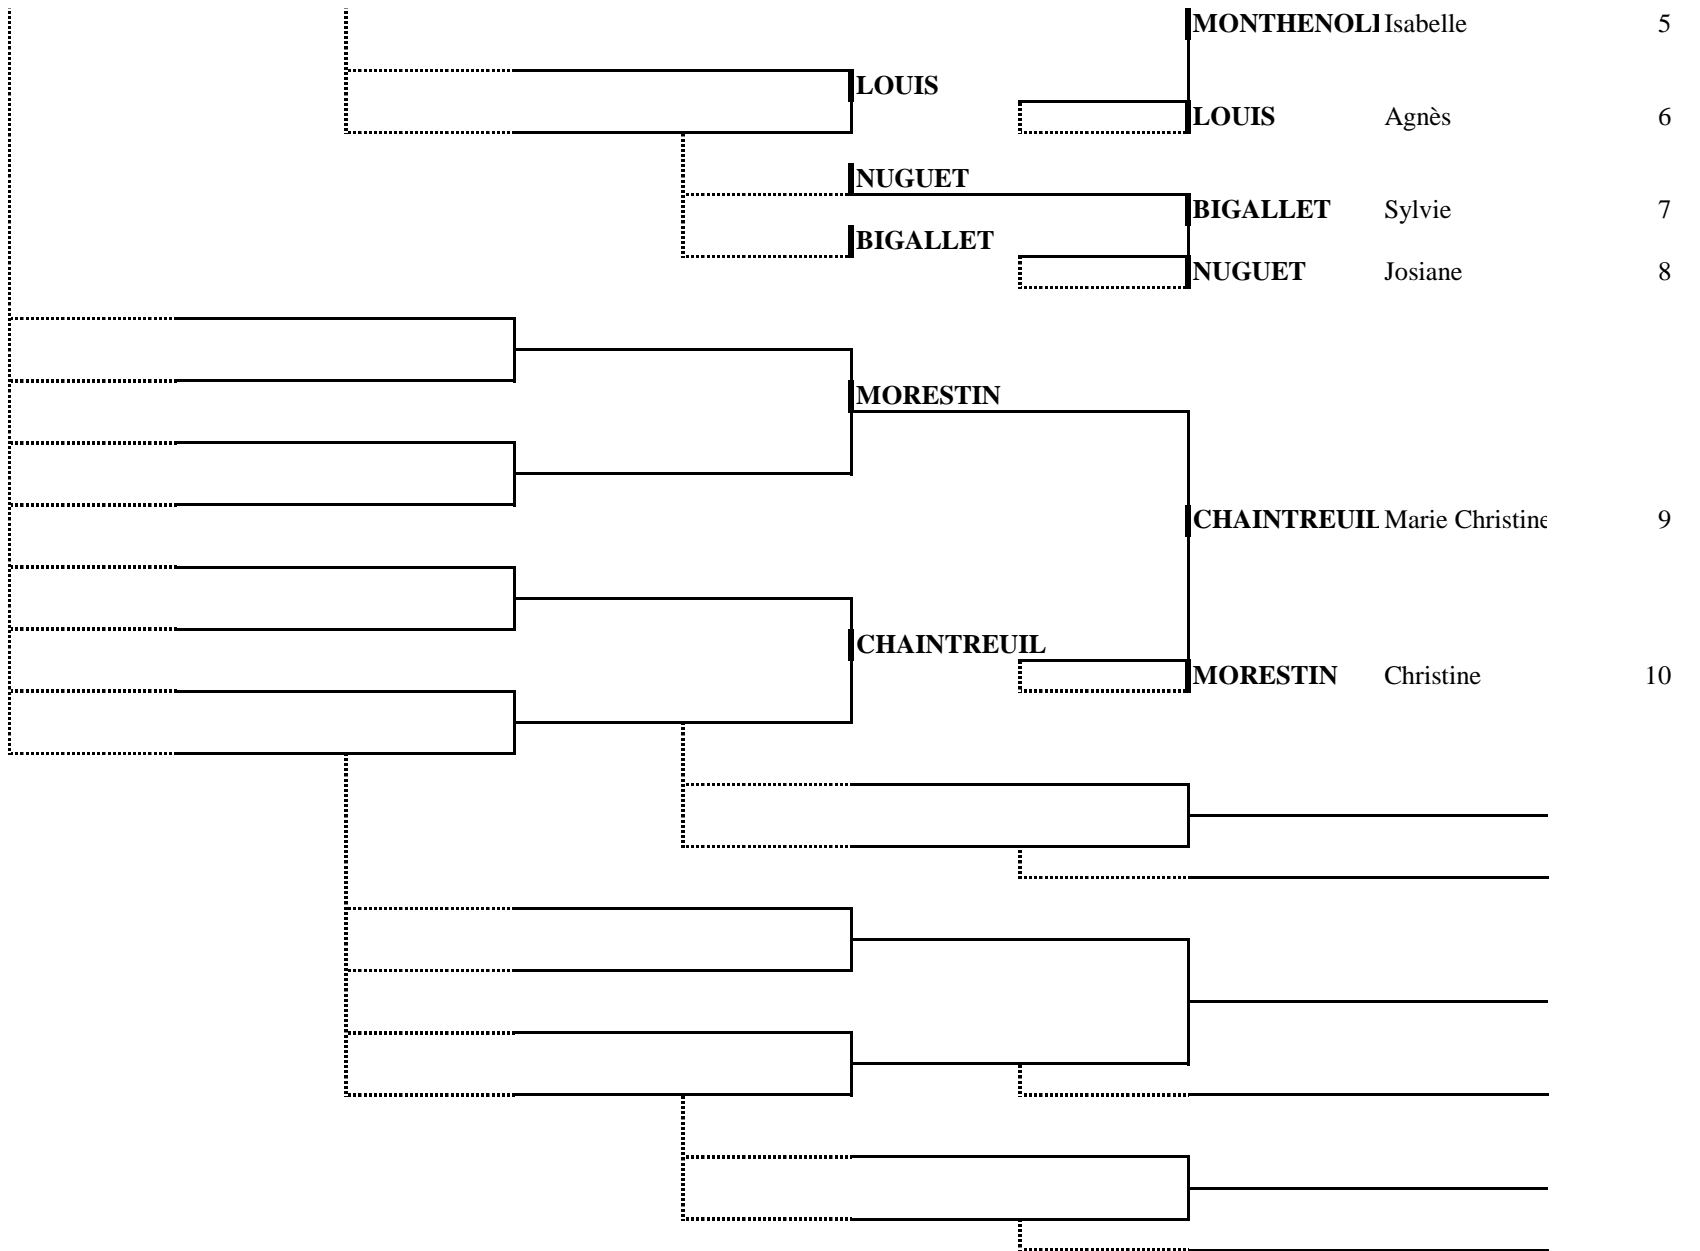 MONTHENOLI Isabelle 5
LOUIS
LOUIS Agnès 6
NUGUET
BIGALLET Sylvie 7
BIGALLET
NUGUET Josiane 8
MORESTIN
CHAINTREUIL Marie Christine 9
CHAINTREUIL
MORESTIN Christine 10